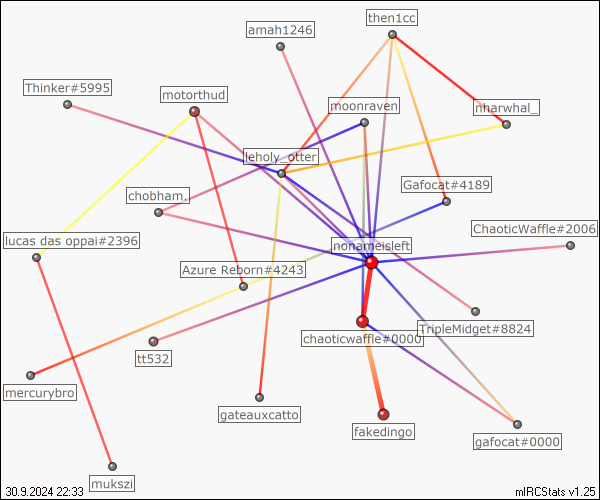 then1cc
amah1246
Thinker#5995
motorthud
moonraven
nharwhal_
leholy_otter
Gafocat#4189
chobham.
ChaoticWaffle#2006
lucas das oppai#2396
nonameisleft
Azure Reborn#4243
TripleMidget#8824
chaoticwaffle#0000
tt532
mercurybro
gateauxcatto
fakedingo
gafocat#0000
mukszi
30.9.2024 22:33
mIRCStats v1.25